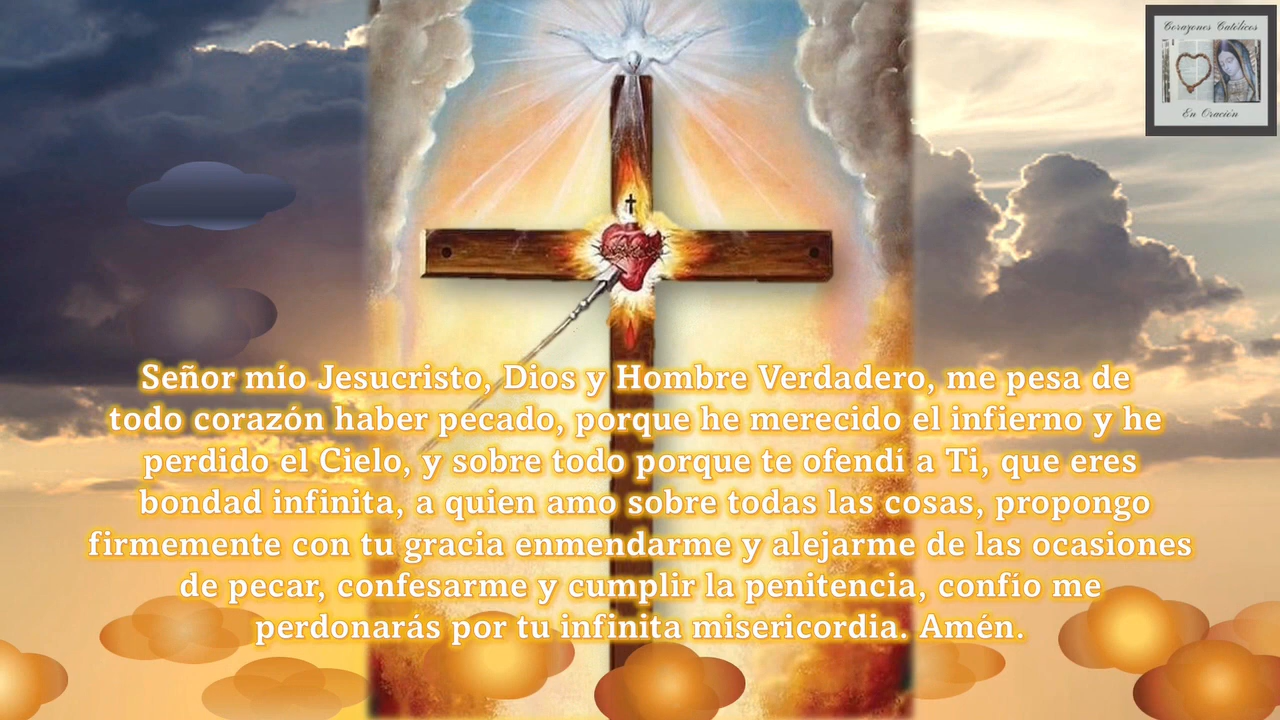 Corazones Católicos
En Oración
Señor mío Jesucristo, Dios y Hombre Verdadero, me pesa de
todo corazón haber pecado, porque he merecido el infierno y he
perdido el Cielo, y sobre todo porque te ofendí a Ti, que eres
bondad infinita, a quien amo sobre todas las cosas, propongo
firmemente con tu gracia enmendarme y alejarme de las ocasiones
de pecar, confesarme y cumplir la penitencia, confío me
perdonarás por tu infinita misericordia. Amén.